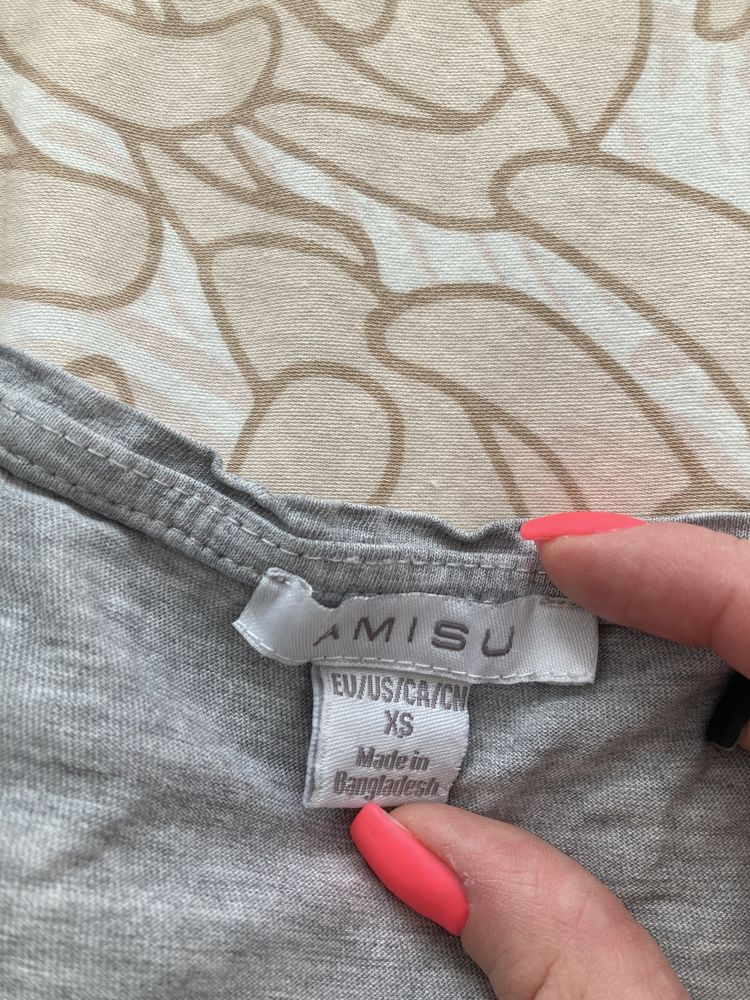 AMISU
EU/US/CA/CN
XS
Made in
Bangladesh